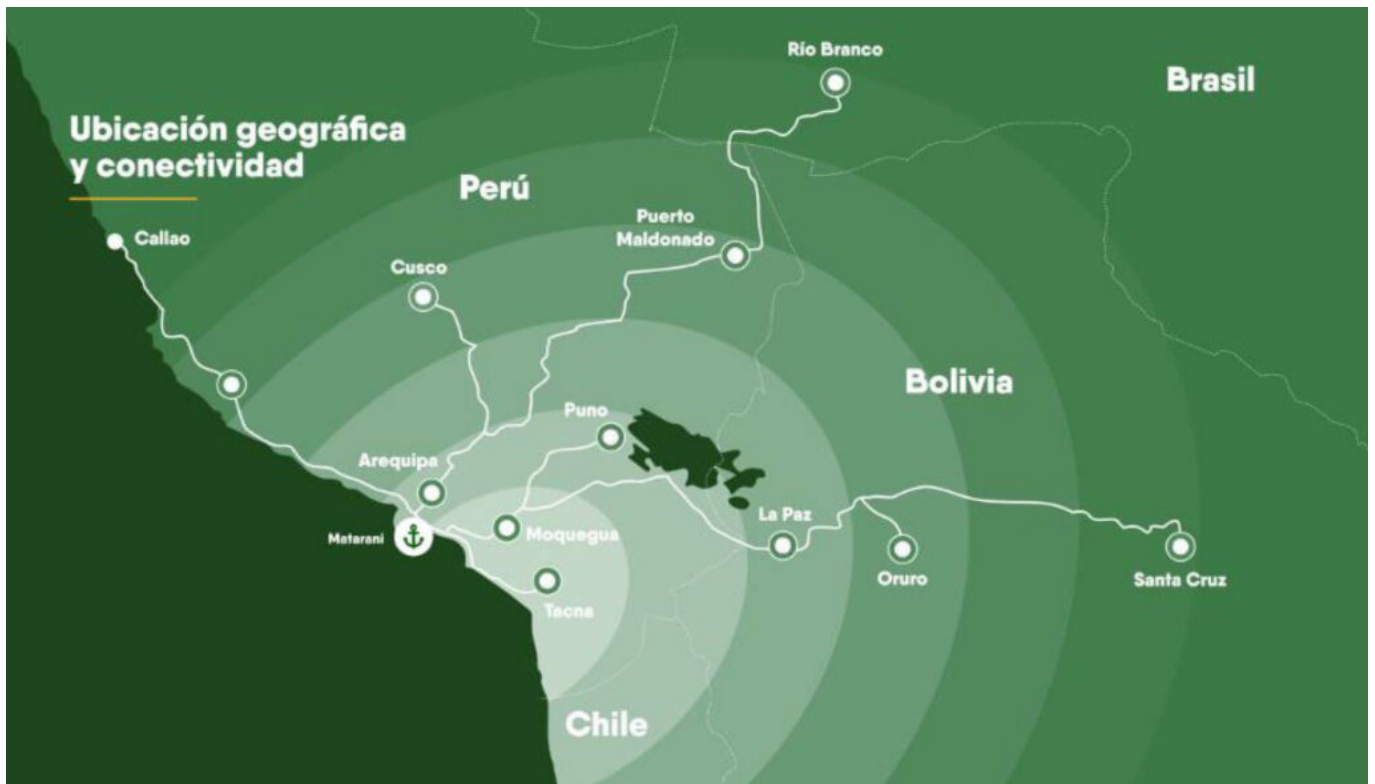 Ubicación geográfica
y conectividad
Río Branco
Brasil
Perú
Callao
Puerto
Maldonado
Cusco
Bolivia
Puno
Arequipa
Matarani
Moquegua
La Paz
Oruro
Santa Cruz
Tacna
Chile